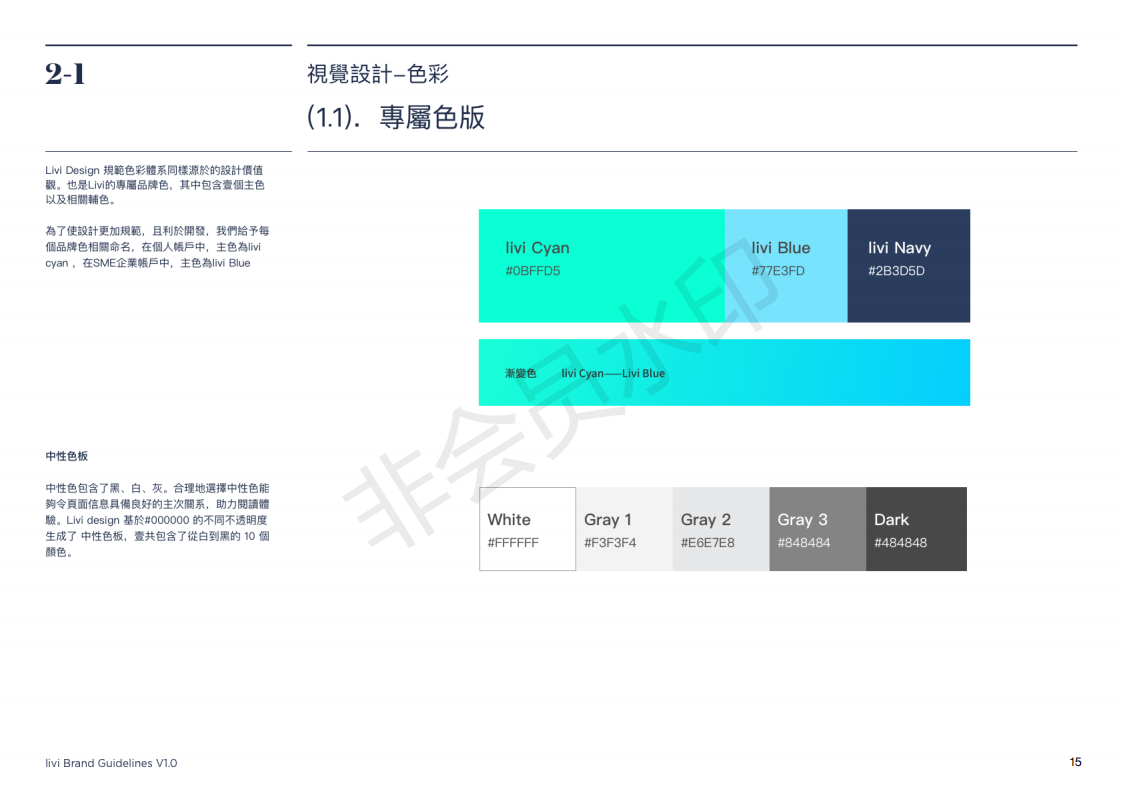 2-1
視覺設計–色彩
(1.1). 專屬色版
Livi Design 規範色彩體系同樣源於的設計價值
觀。也是Livi的專屬品牌色，其中包含壹個主色
以及相關輔色。
為了使設計更加規範，且利於開發，我們給予每
個品牌色相關命名，在個人帳戶中，主色為livi
cyan ，在SME企業帳戶中，主色為livi Blue
livi Cyan
#0BFFD5
livi Blue
#77E3FD
livi Navy
#2B3D5D
漸變色 livi Cyan——Livi Blue
中性色板
中性色包含了黑、白、灰。合理地選擇中性色能
夠令頁面信息具備良好的主次關系，助力閱讀體
驗。Livi design 基於#000000 的不同不透明度
生成了 中性色板，壹共包含了從白到黑的 10 個
顏色。
White
#FFFFFF
Gray 1
#F3F3F4
Gray 2
#E6E7E8
Gray 3
#848484
Dark
#484848
非会员水印
livi Brand Guidelines V1.0
15